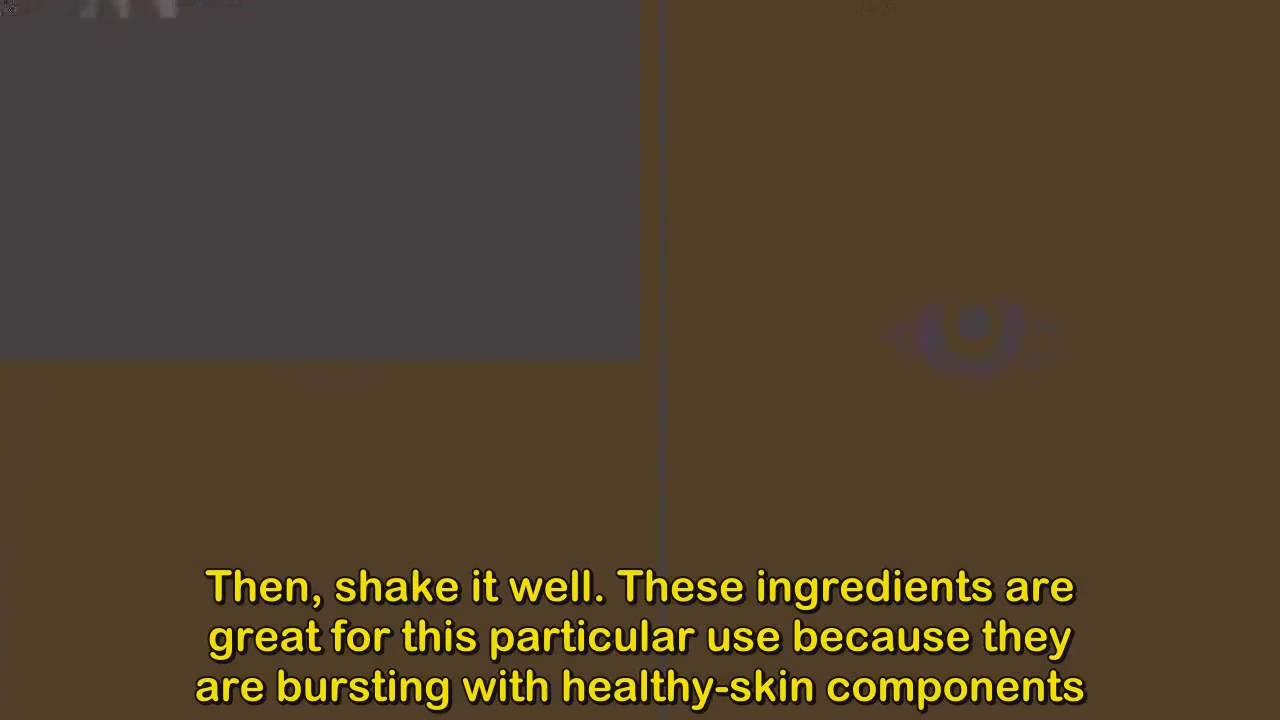 Then, shake it well. These ingredients are
great for this particular use because they
are bursting with healthy-skin components